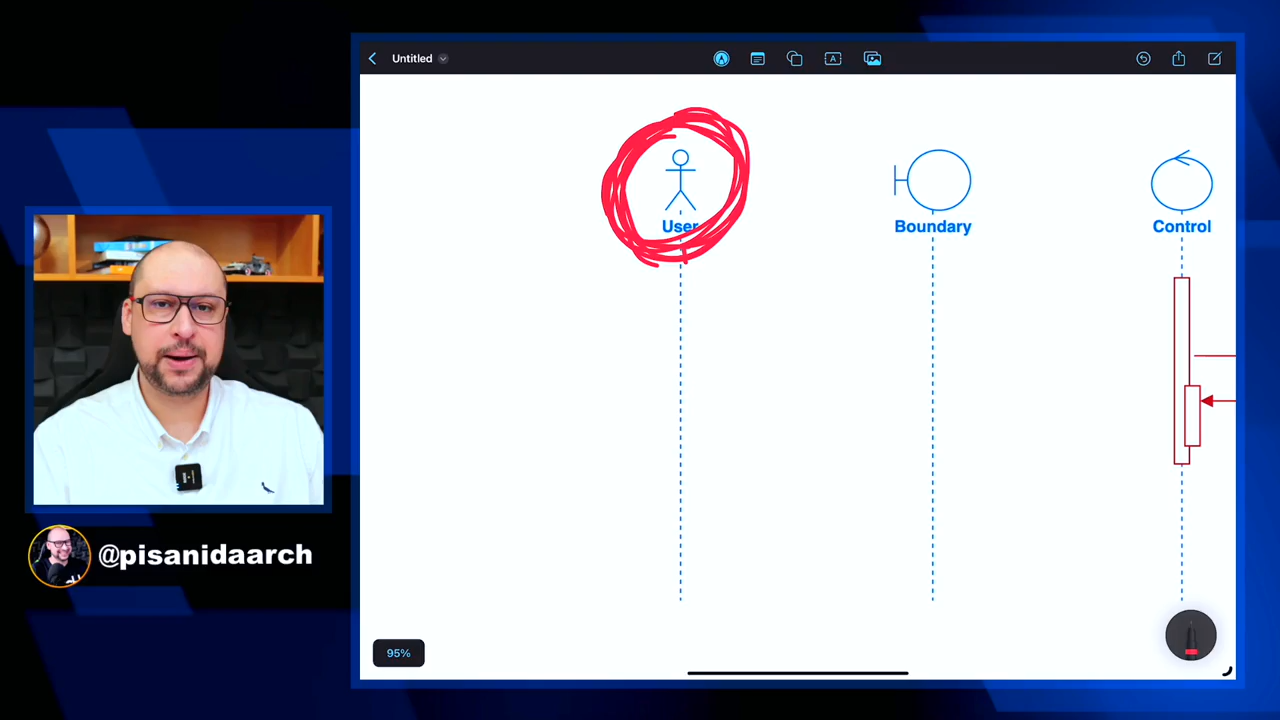 Untitled
A
User
Boundary
Control
@pisanidaarch
95%